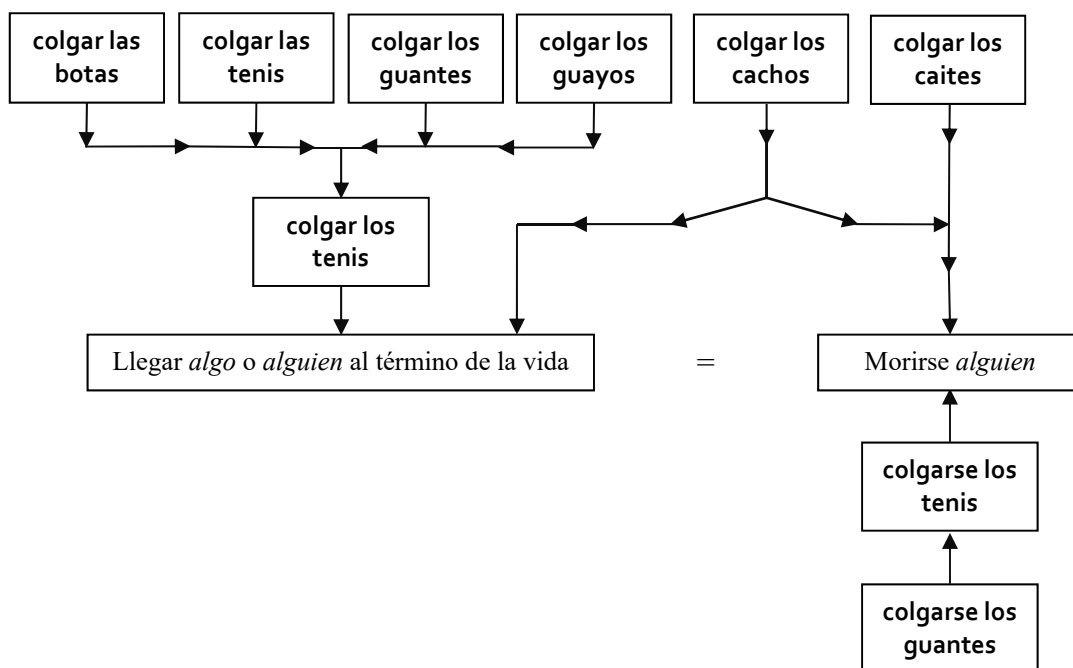 colgar las
botas
colgar las
tenis
colgar los
guantes
colgar los
guayos
colgar los
cachos
colgar los
caites
colgar los
tenis
Llegar algo o alguien al término de la vida
=
Morirse alguien
colgarse los
tenis
colgarse los
guantes